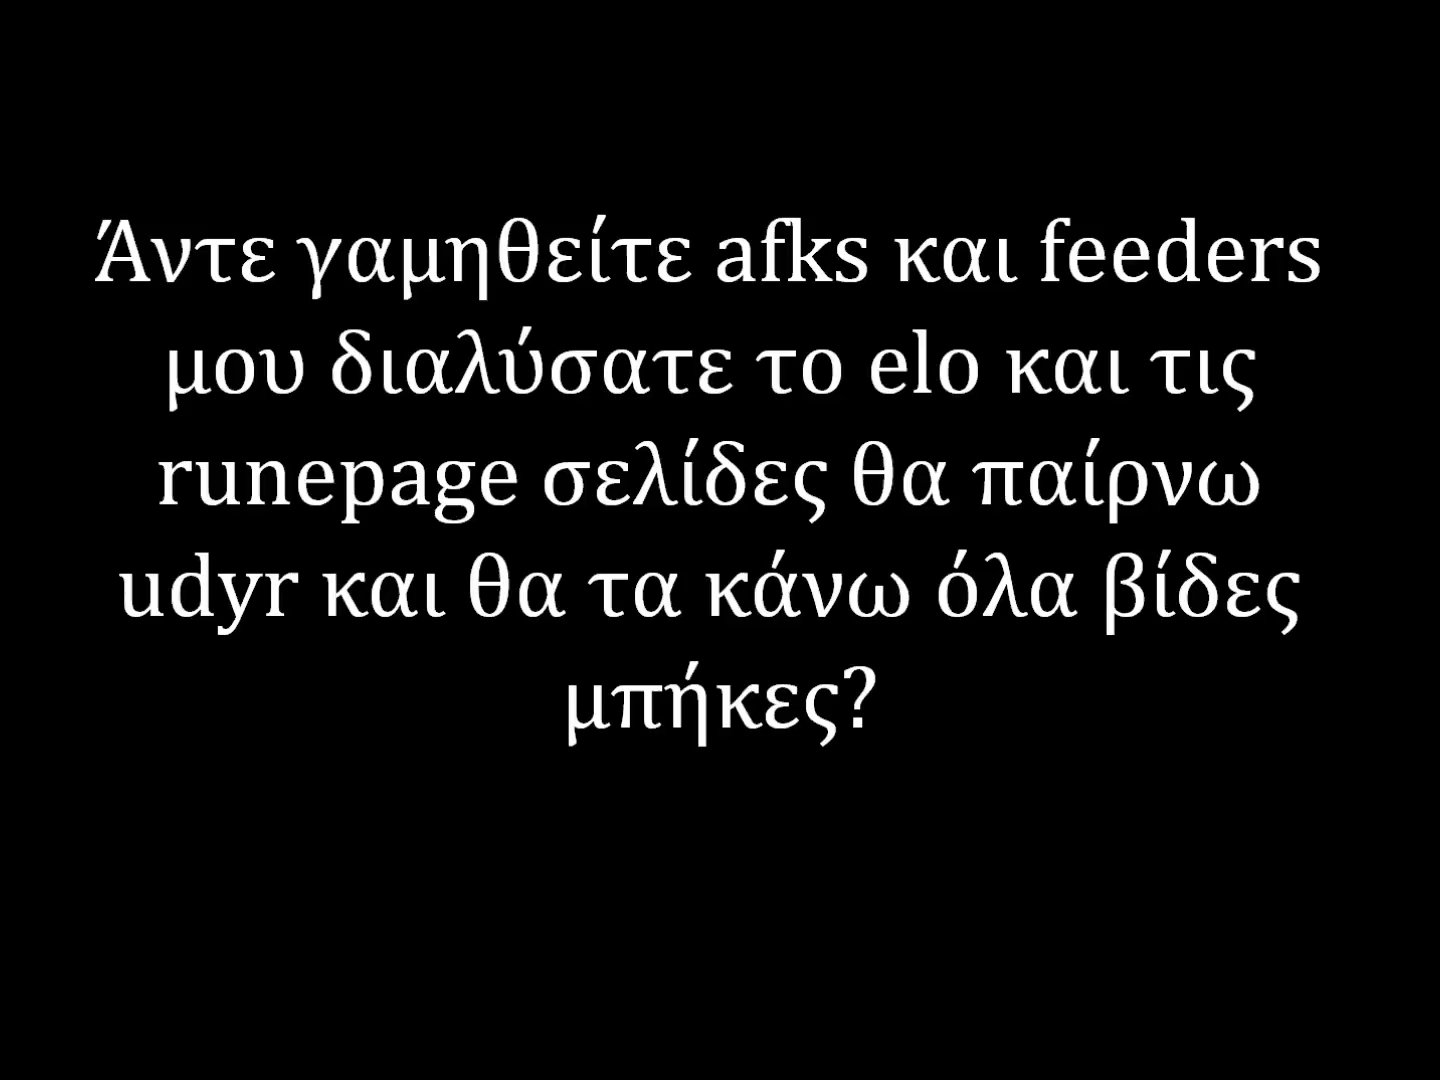 Άντε γαμηθείτε afks και feeders
μου διαλύσατε το elo και τις
runepage σελίδες θα παίρνω
udyr και θα τα κάνω όλα βίδες
μπήκες?